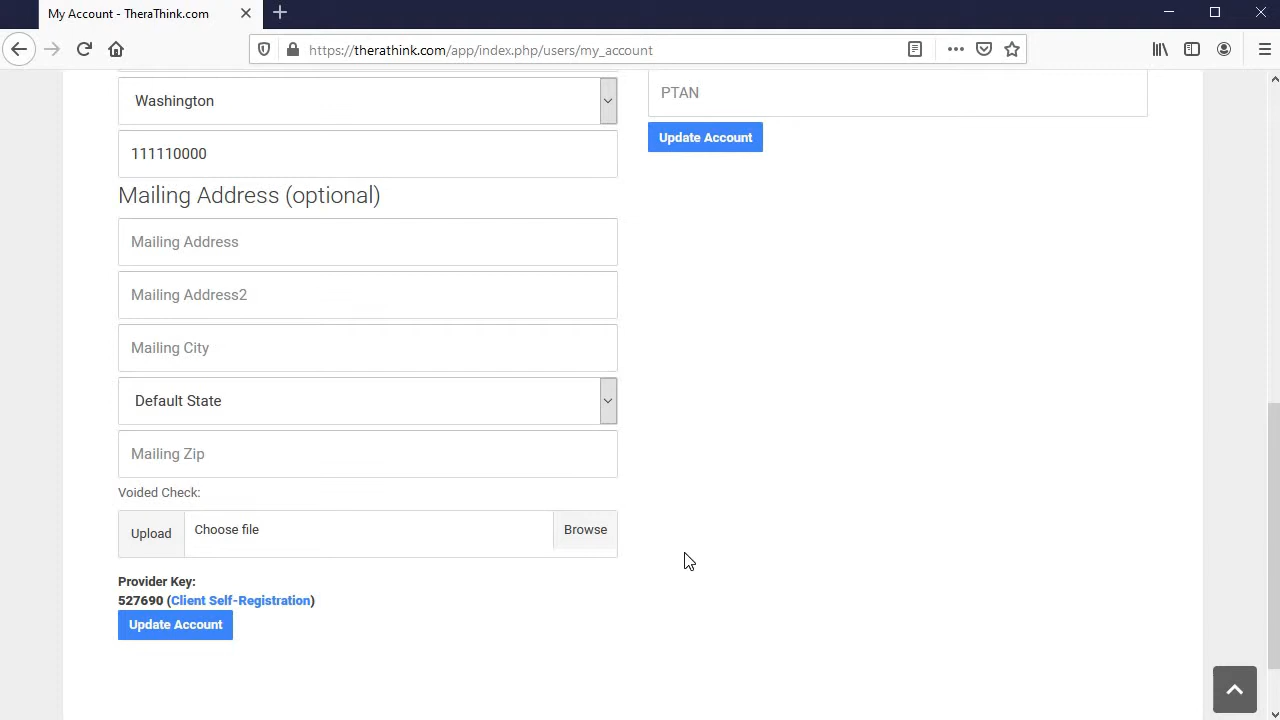 My Account - TheraThink.com
https://therathink.com/app/index.php/users/my_account
Washington
111110000
Mailing Address (optional)
Mailing Address
Mailing Address2
Mailing City
Default State
Mailing Zip
Voided Check:
Upload
Choose file
Browse
Provider Key:
527690 (Client Self-Registration)
Update Account
PTAN
Update Account